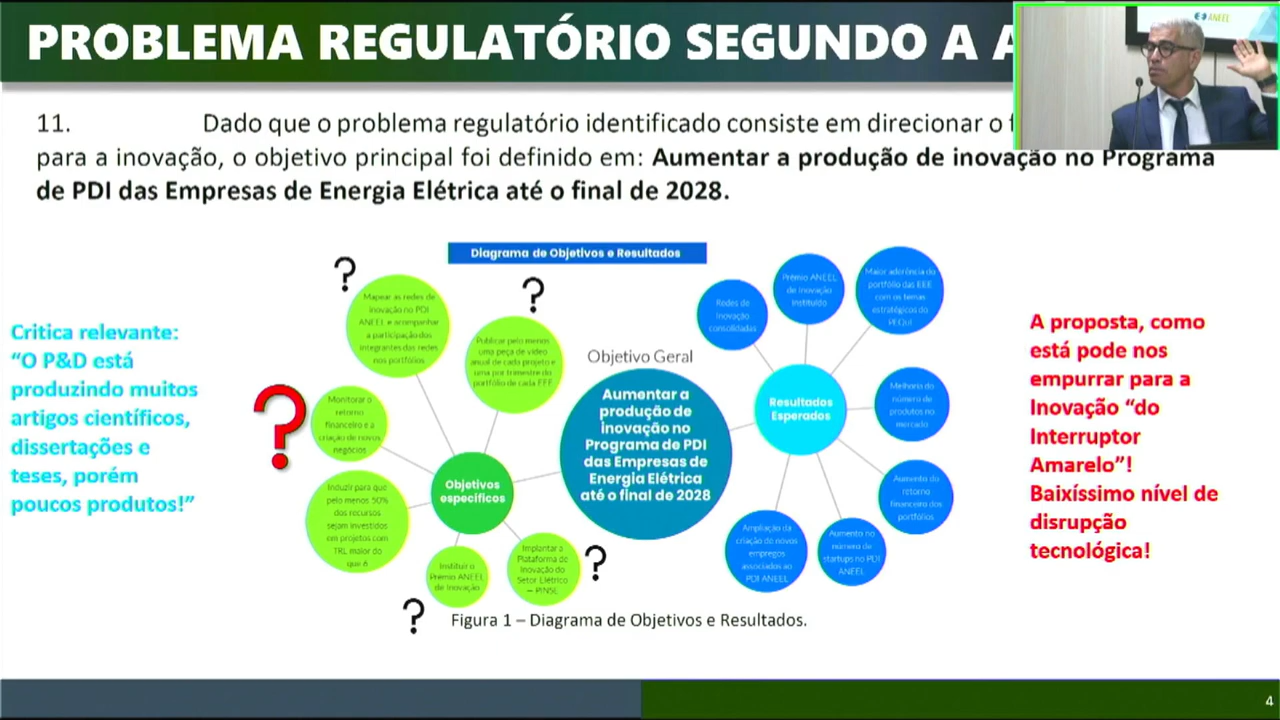 PROBLEMA REGULATÓRIO SEGUNDO A A
ANEEL
11. Dado que o problema regulatório identificado consiste em direcionar o
para a inovação, o objetivo principal foi definido em: Aumentar a produção de inovação no Programa
de PDI das Empresas de Energia Elétrica até o final de 2028.
Diagrama de Objetivos e Resultados
Critica relevante:
“O P&D está
produzindo muitos
artigos científicos,
dissertações e
teses, porém
poucos produtos!”
?
Mapear as redes de
inovação no PDI
ANEEL e acompanhar
a participação dos
integrantes das redes
nos portfólios
?
Publicar pelo menos
uma peça de vídeo
anual de cada projeto e
uma por trimestre do
portfólio de cada EEE
?
Monitorar o
retorno
financeiro e a
criação de novos
negócios
Induzir para que
pelo menos 50%
dos recursos
sejam investidos
em projetos com
TRL maior do
que 6
?
Instituir o
Prêmio ANEEL
de Inovação
Implantar a
Plataforma de
Inovação do
Setor Elétrico
– PINSE
?
Objetivos
específicos
Objetivo Geral
Aumentar a
produção de
inovação no
Programa de PDI
das Empresas de
Energia Elétrica
até o final de 2028
Resultados
Esperados
Redes de
Inovação
consolidadas
Prêmio ANEEL
de Inovação
instituído
Maior aderência do
portfólio das EEE
com os temas
estratégicos do
PEQuI
Melhoria do
número de
produtos no
mercado
Aumento do
retorno
financeiro dos
portfólios
Aumento no
número de
startups no PDI
ANEEL
Ampliação da
criação de novos
empregos
associados ao
PDI ANEEL
A proposta, como
está pode nos
empurrar para a
Inovação “do
Interruptor
Amarelo”!
Baixíssimo nível de
disrupção
tecnológica!
Figura 1 – Diagrama de Objetivos e Resultados.
4